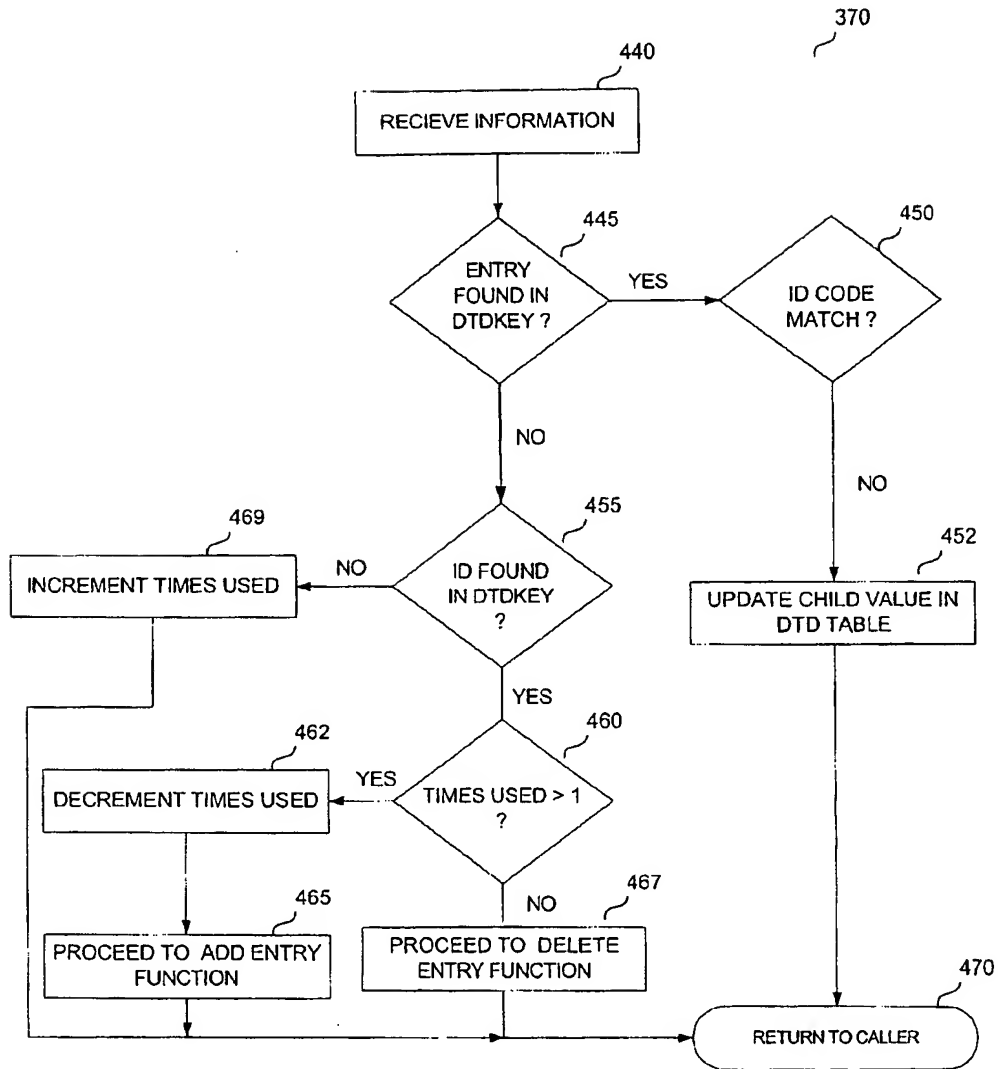 370
440
RECIEVE INFORMATION
445
450
ENTRY
FOUND IN
DTDKEY ?
YES
ID CODE
MATCH ?
NO
NO
455
469
452
INCREMENT TIMES USED
NO
ID FOUND
IN DTDKEY
?
UPDATE CHILD VALUE IN
DTD TABLE
YES
460
462
YES
DECREMENT TIMES USED
TIMES USED > 1
?
465
NO
467
PROCEED TO ADD ENTRY
FUNCTION
PROCEED TO DELETE
ENTRY FUNCTION
470
RETURN TO CALLER